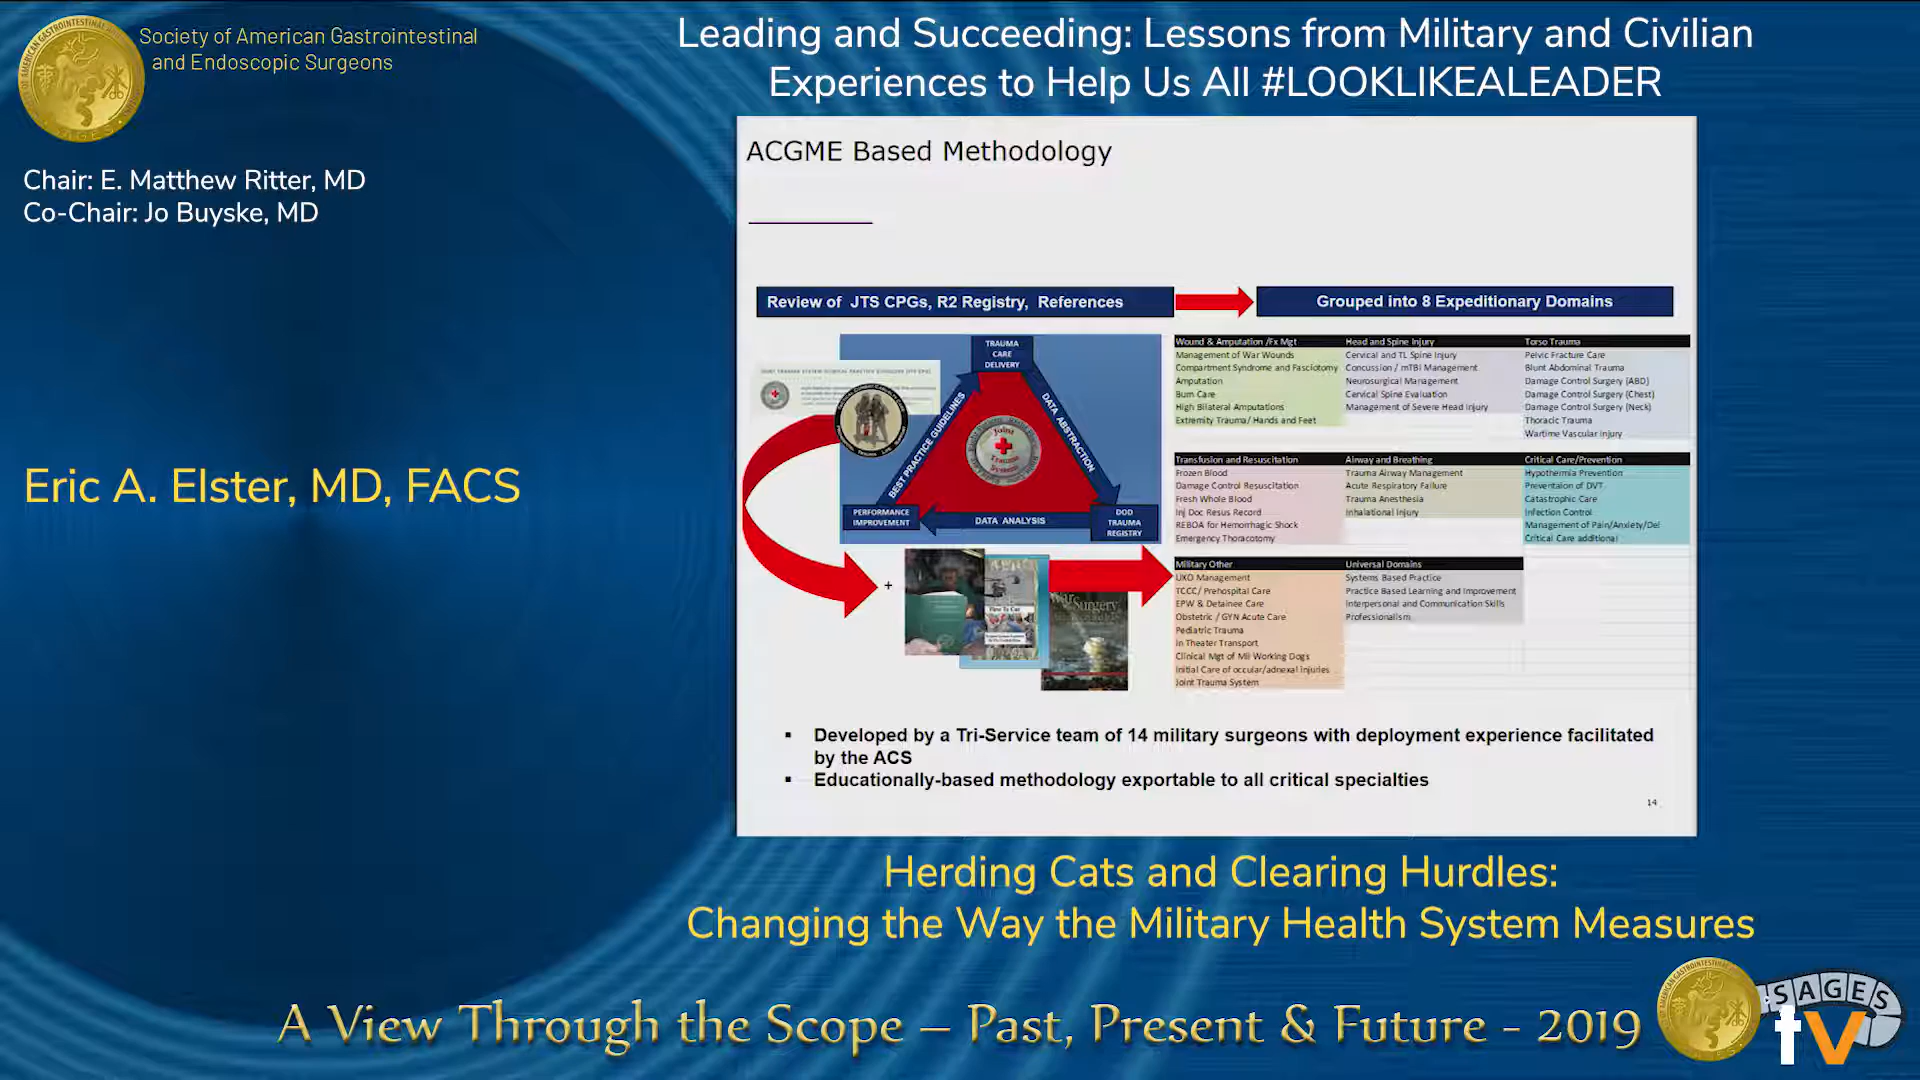 Society of American Gastrointestinal
and Endoscopic Surgeons
Leading and Succeeding: Lessons from Military and Civilian
Experiences to Help Us All #LOOKLIKEALEADER
Chair: E. Matthew Ritter, MD
Co-Chair: Jo Buyske, MD
Eric A. Elster, MD, FACS
ACGME Based Methodology
Review of JTS CPGs, R2 Registry, References
Grouped into 8 Expeditionary Domains
TRAUMA
CARE
DELIVERY
BEST PRACTICE GUIDELINES
DATA ABSTRACTION
Joint
Trauma
System
PERFORMANCE
IMPROVEMENT
DATA ANALYSIS
DOD
TRAUMA
REGISTRY
+
War Surgery
Wound & Amputation /Fx Mgt
Management of War Wounds
Compartment Syndrome and Fasciotomy
Amputation
Burn Care
High Bilateral Amputations
Extremity Trauma/ Hands and Feet
Head and Spine Injury
Cervical and TL Spine Injury
Concussion / mTBI Management
Neurosurgical Management
Cervical Spine Evaluation
Management of Severe Head Injury
Torso Trauma
Pelvic Fracture Care
Blunt Abdominal Trauma
Damage Control Surgery (ABD)
Damage Control Surgery (Chest)
Damage Control Surgery (Neck)
Thoracic Trauma
Wartime Vascular Injury
Transfusion and Resuscitation
Frozen Blood
Damage Control Resuscitation
Fresh Whole Blood
Inj Doc Resus Record
REBOA for Hemorrhagic Shock
Emergency Thoracotomy
Airway and Breathing
Trauma Airway Management
Acute Respiratory Failure
Trauma Anesthesia
Inhalational Injury
Critical Care/Prevention
Hypothermia Prevention
Preventaion of DVT
Catastrophic Care
Infection Control
Management of Pain/Anxiety/Del
Critical Care additional
Military Other
UXO Management
TCCC/ Prehospital Care
EPW & Detainee Care
Obstetric / GYN Acute Care
Pediatric Trauma
In Theater Transport
Clinical Mgt of Mil Working Dogs
Initial Care of occular/adnexal injuries
Joint Trauma System
Universal Domains
Systems Based Practice
Practice Based Learning and Improvement
Interpersonal and Communication Skills
Professionalism
▪ Developed by a Tri-Service team of 14 military surgeons with deployment experience facilitated
by the ACS
▪ Educationally-based methodology exportable to all critical specialties
14
Herding Cats and Clearing Hurdles:
Changing the Way the Military Health System Measures
A View Through the Scope – Past, Present & Future - 2019
SAGES
tv